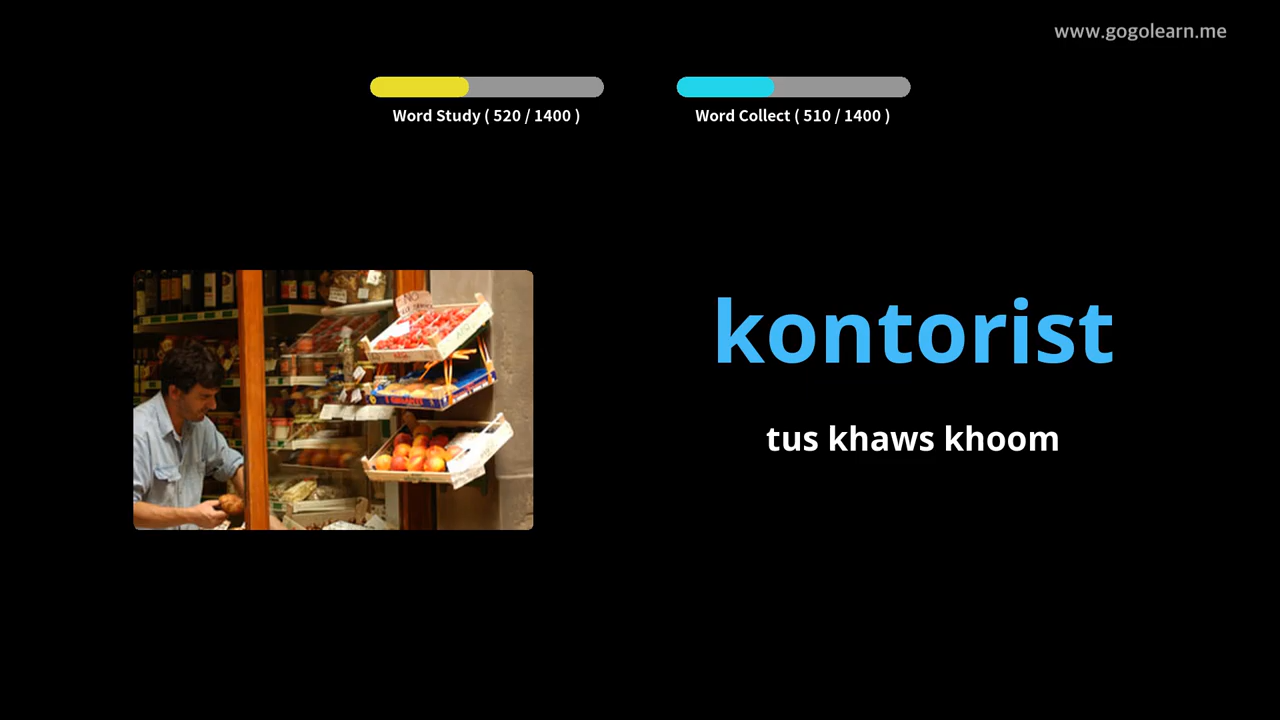 www.gogolearn.me
Word Study ( 520 / 1400 )
Word Collect ( 510 / 1400 )
kontorist
tus khaws khoom